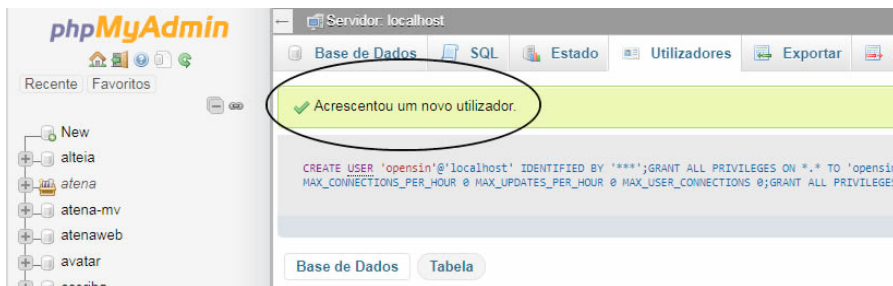 phpMyAdmin
Recente Favoritos
New
alteia
atena
atena-mv
atenaweb
avatar
Servidor: localhost
Base de Dados SQL Estado Utilizadores Exportar
Acrescentou um novo utilizador.
CREATE USER 'opensin'@'localhost' IDENTIFIED BY '***';GRANT ALL PRIVILEGES ON *.* TO 'opensin
MAX_CONNECTIONS_PER_HOUR 0 MAX_UPDATES_PER_HOUR 0 MAX_USER_CONNECTIONS 0;GRANT ALL PRIVILEGES
Base de Dados Tabela